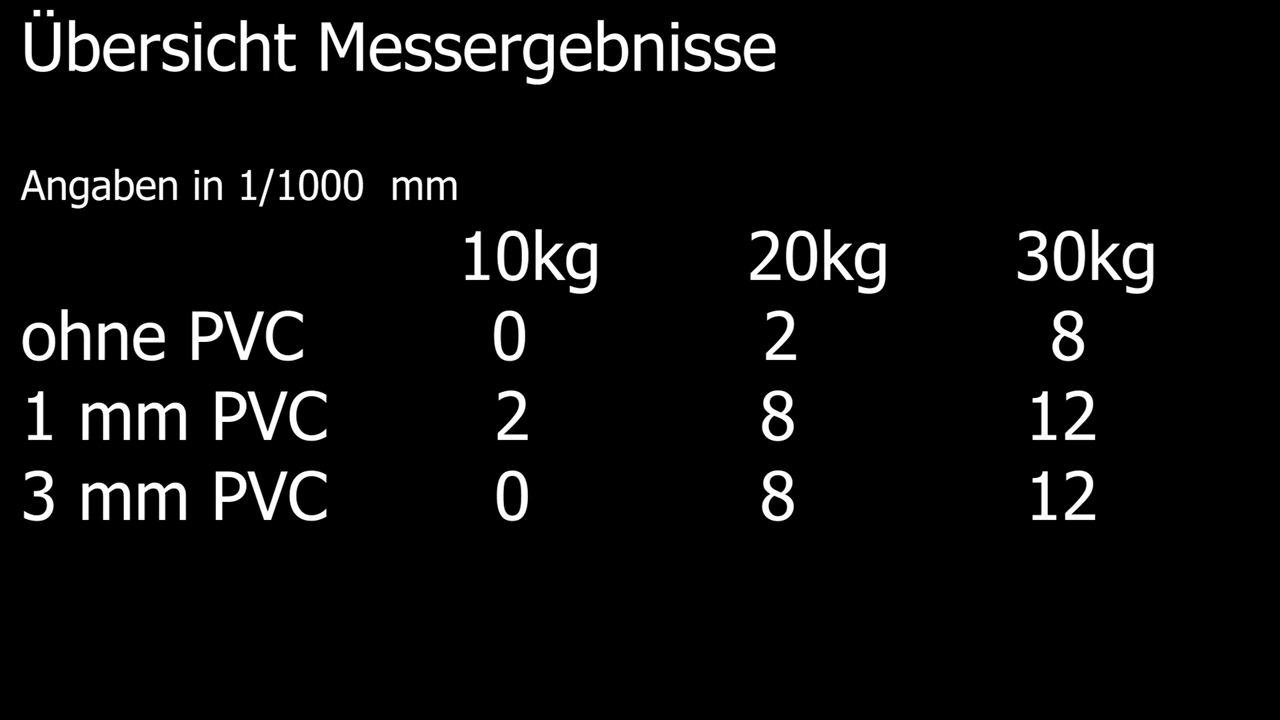 Übersicht Messergebnisse
Angaben in 1/1000 mm
10kg 20kg 30kg
ohne PVC 0 2 8
1 mm PVC 2 8 12
3 mm PVC 0 8 12